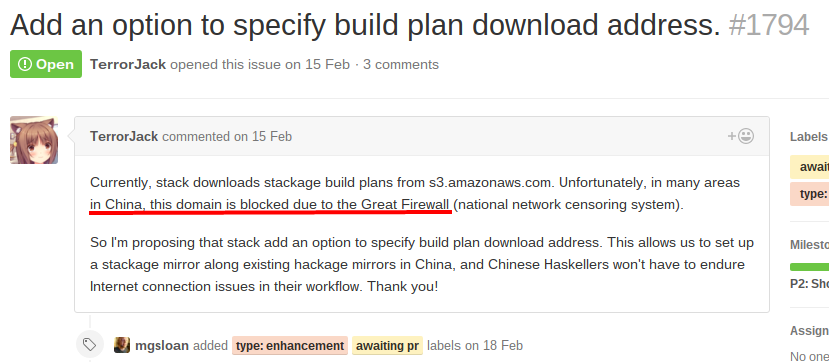 Add an option to specify build plan download address. #1794
Open TerrorJack opened this issue on 15 Feb · 3 comments
TerrorJack commented on 15 Feb
Labels
Currently, stack downloads stackage build plans from s3.amazonaws.com. Unfortunately, in many areas
in China, this domain is blocked due to the Great Firewall (national network censoring system).
So I'm proposing that stack add an option to specify build plan download address. This allows us to set up
a stackage mirror along existing hackage mirrors in China, and Chinese Haskellers won't have to endure
Internet connection issues in their workflow. Thank you!
type:
P2:
No one
mgsloan added type: enhancement awaiting pr labels on 18 Feb